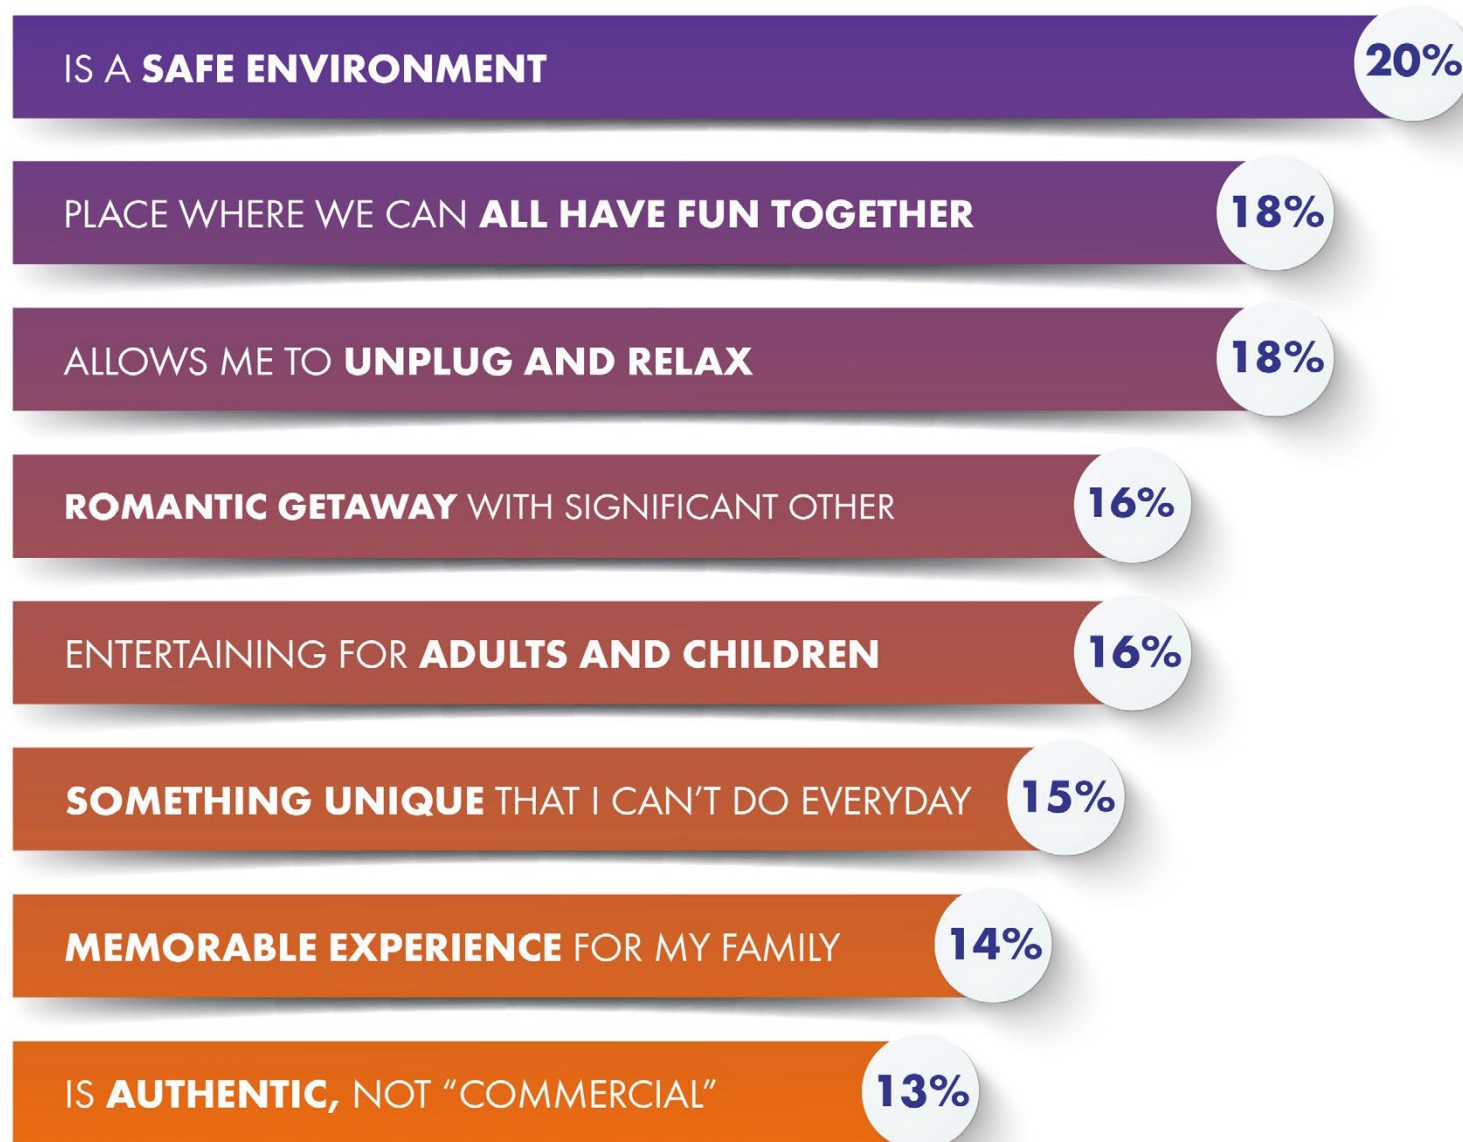 IS A SAFE ENVIRONMENT 20%
PLACE WHERE WE CAN ALL HAVE FUN TOGETHER 18%
ALLOWS ME TO UNPLUG AND RELAX 18%
ROMANTIC GETAWAY WITH SIGNIFICANT OTHER 16%
ENTERTAINING FOR ADULTS AND CHILDREN 16%
SOMETHING UNIQUE THAT I CAN’T DO EVERYDAY 15%
MEMORABLE EXPERIENCE FOR MY FAMILY 14%
IS AUTHENTIC, NOT “COMMERCIAL” 13%